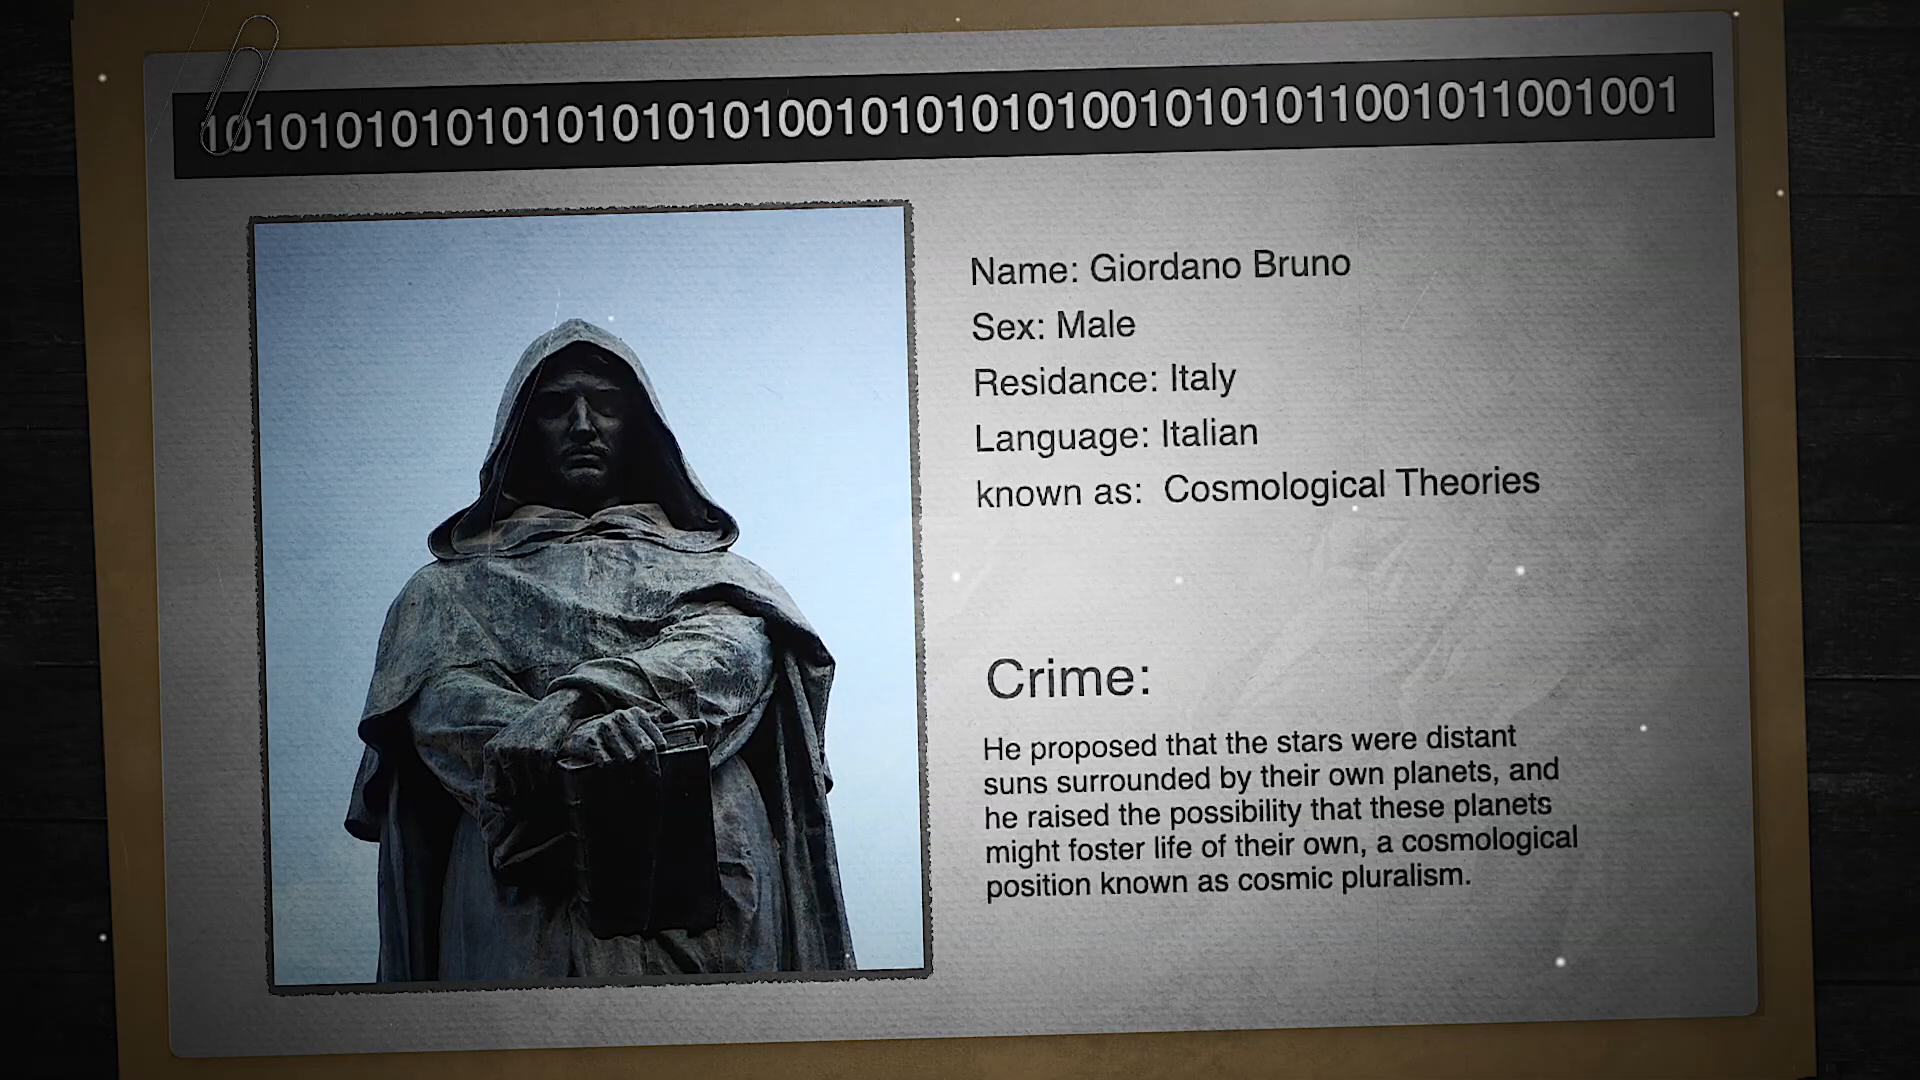 10101010101010101010100101010101001010101100101100​1001
Name: Giordano Bruno
Sex: Male
Residance: Italy
Language: Italian
known as: Cosmological Theories
Crime:
He proposed that the stars were distant
suns surrounded by their own planets, and
he raised the possibility that these planets
might foster life of their own, a cosmological
position known as cosmic pluralism.